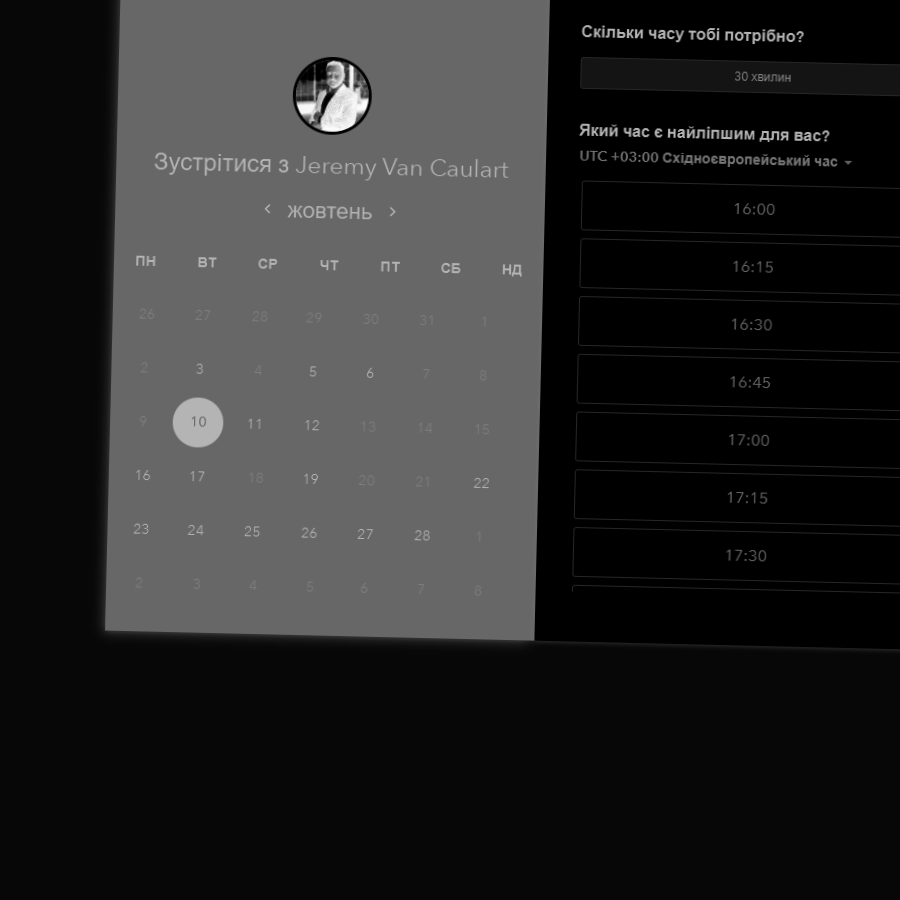 Зустрітися з Jeremy Van Caulart
‹ жовтень ›
ПН ВТ СР ЧТ ПТ СБ НД
26 27 28 29 30 31 1
2 3 4 5 6 7 8
9 10 11 12 13 14 15
16 17 18 19 20 21 22
23 24 25 26 27 28 1
2 3 4 5 6 7 8
Скільки часу тобі потрібно?
30 хвилин
Який час є найліпшим для вас?
UTC +03:00 Східноєвропейський час
16:00
16:15
16:30
16:45
17:00
17:15
17:30